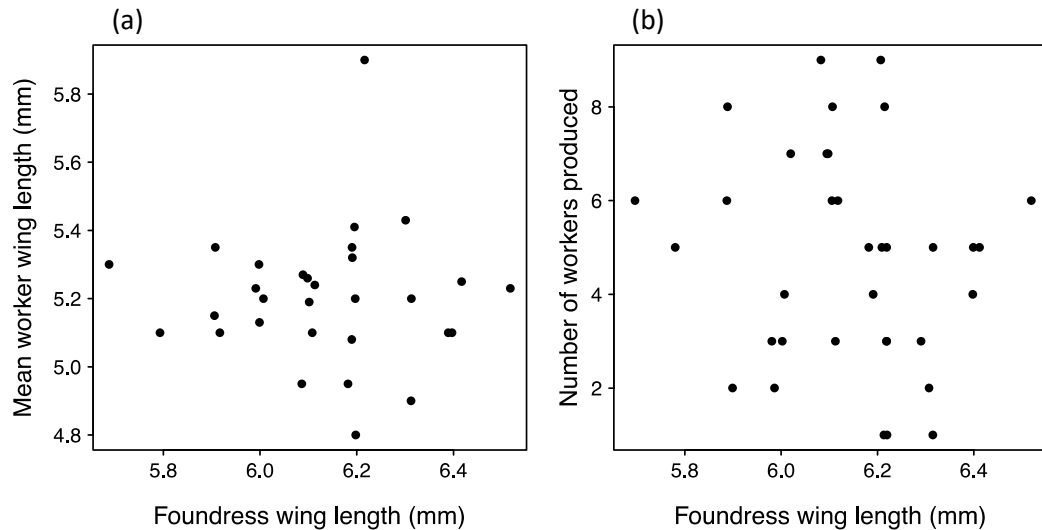 (a)
Mean worker wing length (mm)
5.8
5.6
5.4
5.2
5.0
4.8
5.8 6.0 6.2 6.4
Foundress wing length (mm)
(b)
Number of workers produced
8
6
4
2
5.8 6.0 6.2 6.4
Foundress wing length (mm)